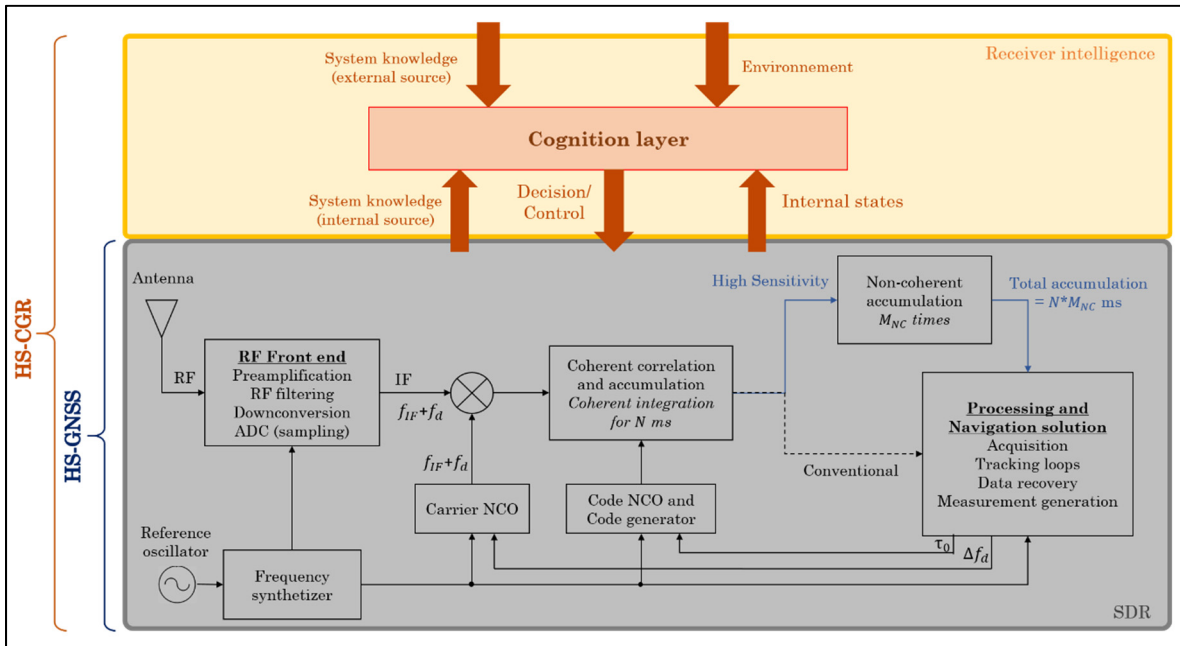 Receiver intelligence
System knowledge
(external source)
Environnement
Cognition layer
System knowledge
(internal source)
Decision/
Control
Internal states
HS-CGR
HS-GNSS
Antenna
RF
RF Front end
Preamplification
RF filtering
Downconversion
ADC (sampling)
IF
f_IF+f_d
f_IF+f_d
Carrier NCO
Coherent correlation
and accumulation
Coherent integration
for N ms
Code NCO and
Code generator
High Sensitivity
Non-coherent
accumulation
M_NC times
Total accumulation
= N*M_NC ms
Conventional
Processing and
Navigation solution
Acquisition
Tracking loops
Data recovery
Measurement generation
τ_0
Δf_d
Reference
oscillator
Frequency
synthetizer
SDR